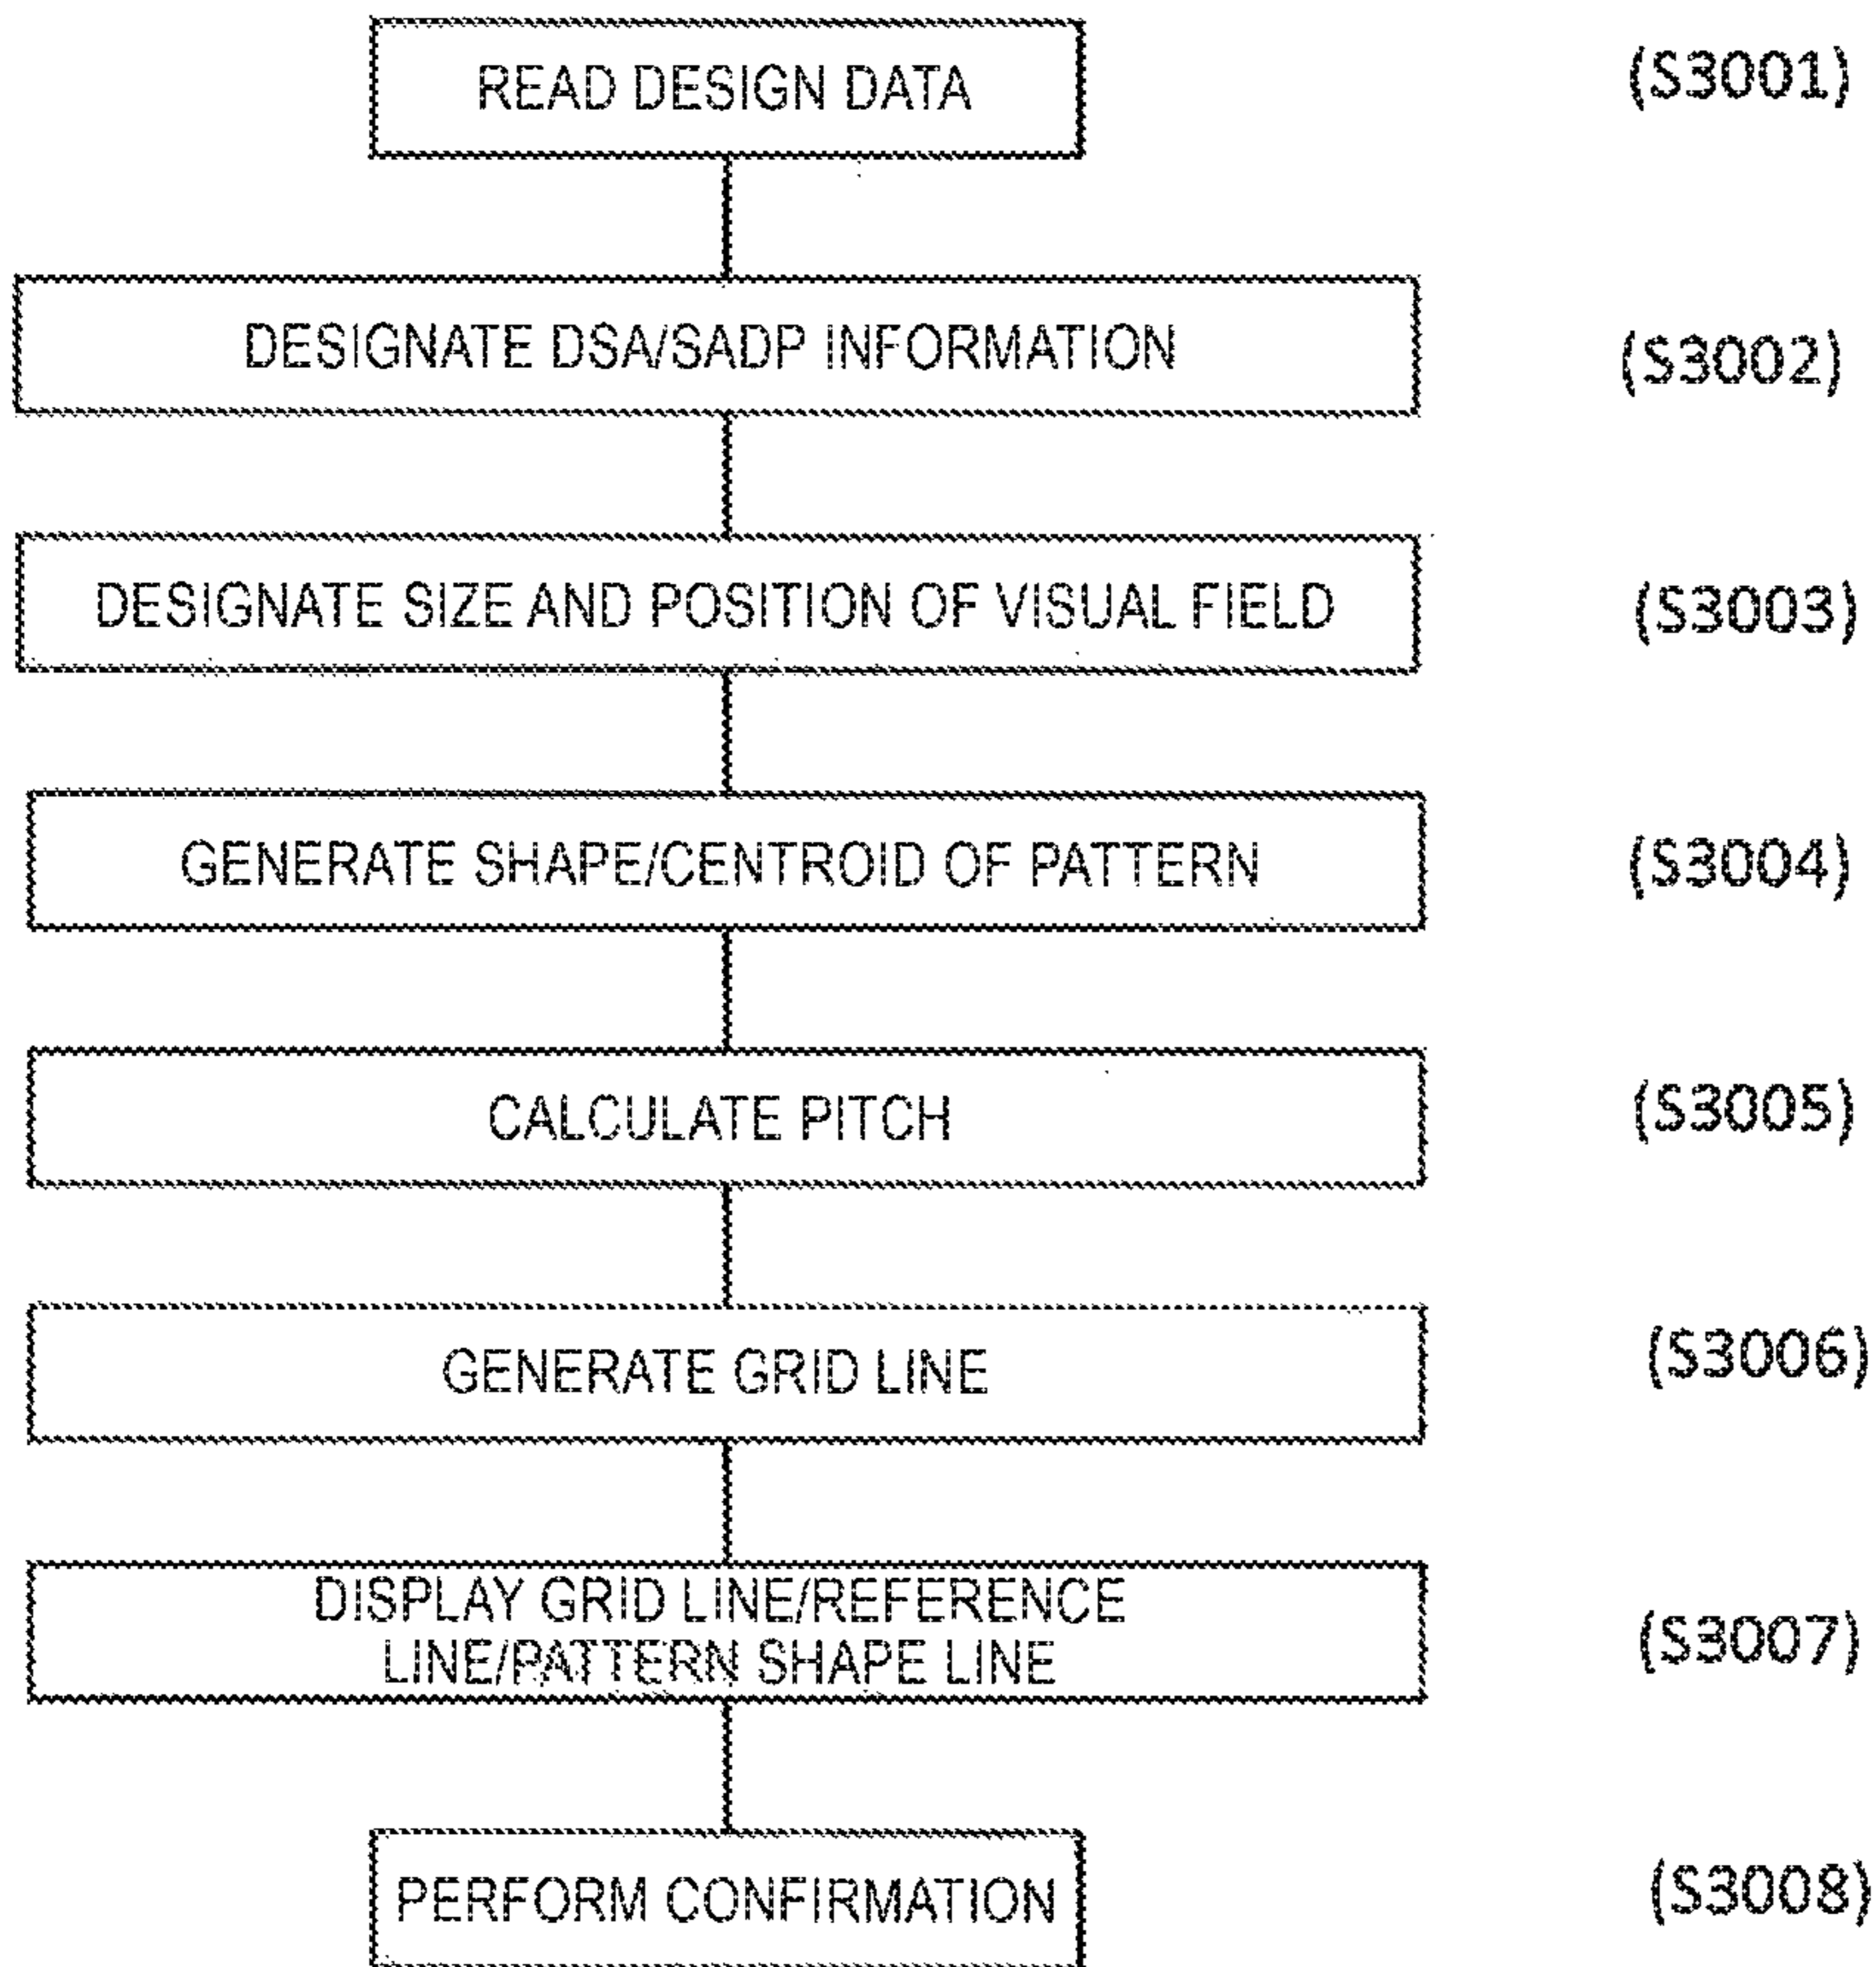 READ DESIGN DATA (S3001)
DESIGNATE DSA/SADP INFORMATION (S3002)
DESIGNATE SIZE AND POSITION OF VISUAL FIELD (S3003)
GENERATE SHAPE/CENTROID OF PATTERN (S3004)
CALCULATE PITCH (S3005)
GENERATE GRID LINE (S3006)
DISPLAY GRID LINE/REFERENCE
LINE/PATTERN SHAPE LINE (S3007)
PERFORM CONFIRMATION (S3008)